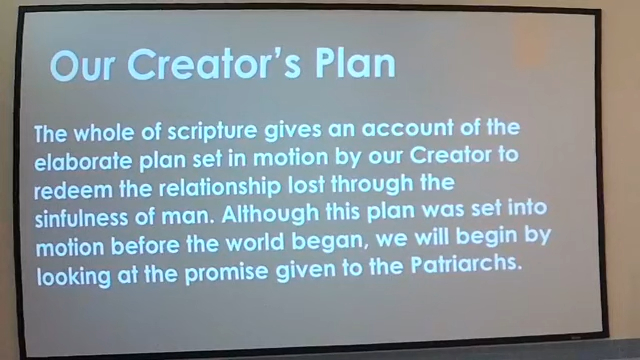 Our Creator's Plan
The whole of scripture gives an account of the
elaborate plan set in motion by our Creator to
redeem the relationship lost through the
sinfulness of man. Although this plan was set into
motion before the world began, we will begin by
looking at the promise given to the Patriarchs.